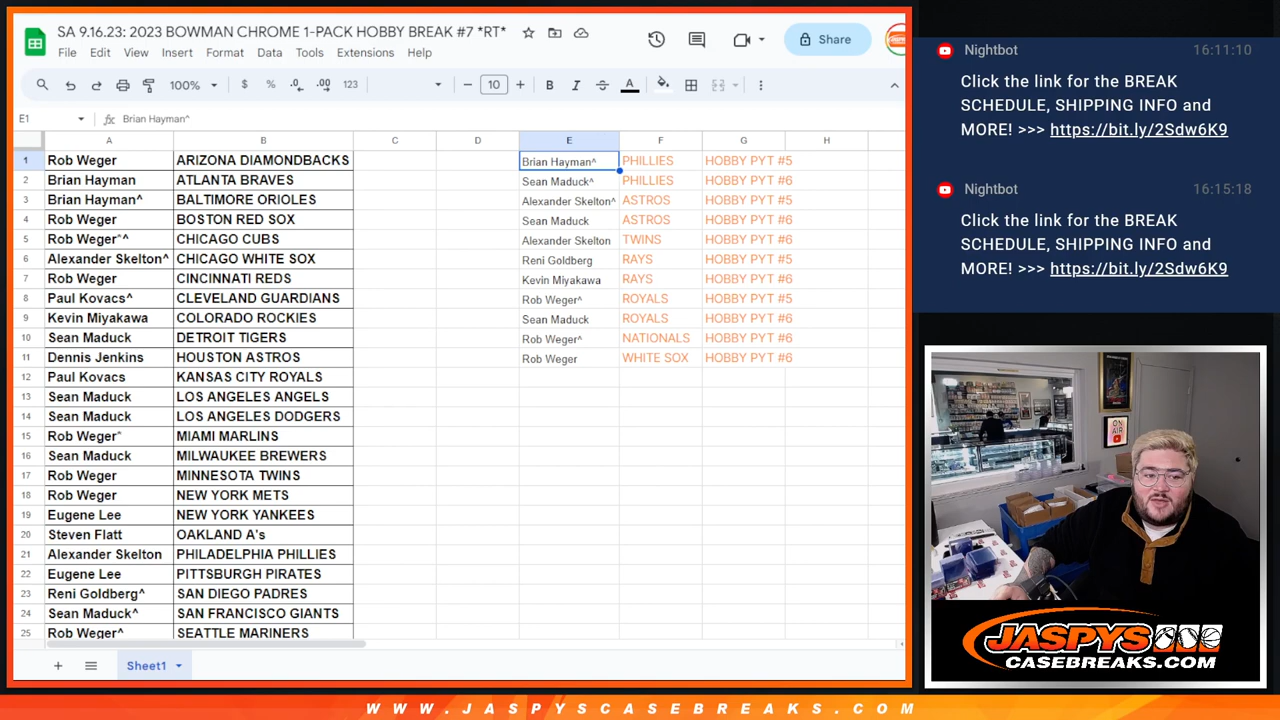 SA 9.16.23: 2023 BOWMAN CHROME 1-PACK HOBBY BREAK #7 *RT*
File Edit View Insert Format Data Tools Extensions Help
Share
100% $ % .0 .00 123 10 B I A
E1 fx Brian Hayman^
A B C D E F G H
1 Rob Weger ARIZONA DIAMONDBACKS Brian Hayman^ PHILLIES HOBBY PYT #5
2 Brian Hayman ATLANTA BRAVES Sean Maduck^ PHILLIES HOBBY PYT #6
3 Brian Hayman^ BALTIMORE ORIOLES Alexander Skelton^ ASTROS HOBBY PYT #5
4 Rob Weger BOSTON RED SOX Sean Maduck ASTROS HOBBY PYT #6
5 Rob Weger^^ CHICAGO CUBS Alexander Skelton TWINS HOBBY PYT #6
6 Alexander Skelton^ CHICAGO WHITE SOX Reni Goldberg RAYS HOBBY PYT #5
7 Rob Weger CINCINNATI REDS Kevin Miyakawa RAYS HOBBY PYT #6
8 Paul Kovacs^ CLEVELAND GUARDIANS Rob Weger^ ROYALS HOBBY PYT #5
9 Kevin Miyakawa COLORADO ROCKIES Sean Maduck ROYALS HOBBY PYT #6
10 Sean Maduck DETROIT TIGERS Rob Weger^ NATIONALS HOBBY PYT #6
11 Dennis Jenkins HOUSTON ASTROS Rob Weger WHITE SOX HOBBY PYT #6
12 Paul Kovacs KANSAS CITY ROYALS
13 Sean Maduck LOS ANGELES ANGELS
14 Sean Maduck LOS ANGELES DODGERS
15 Rob Weger^ MIAMI MARLINS
16 Sean Maduck MILWAUKEE BREWERS
17 Rob Weger MINNESOTA TWINS
18 Rob Weger NEW YORK METS
19 Eugene Lee NEW YORK YANKEES
20 Steven Flatt OAKLAND A's
21 Alexander Skelton PHILADELPHIA PHILLIES
22 Eugene Lee PITTSBURGH PIRATES
23 Reni Goldberg^ SAN DIEGO PADRES
24 Sean Maduck^ SAN FRANCISCO GIANTS
25 Rob Weger^ SEATTLE MARINERS
Sheet1
Nightbot 16:11:10
Click the link for the BREAK
SCHEDULE, SHIPPING INFO and
MORE! >>> https://bit.ly/2Sdw6K9
Nightbot 16:15:18
Click the link for the BREAK
SCHEDULE, SHIPPING INFO and
MORE! >>> https://bit.ly/2Sdw6K9
ON
AIR
JASPYS
CASEBREAKS.COM
WWW.JASPYSCASEBREAKS.COM